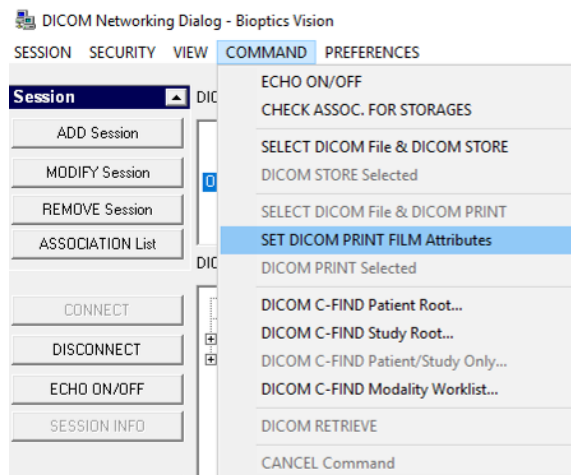 DICOM Networking Dialog - Bioptics Vision
SESSION SECURITY VIEW COMMAND PREFERENCES
Session
DIC
ADD Session
MODIFY Session
REMOVE Session
ASSOCIATION List
DIC
CONNECT
DISCONNECT
ECHO ON/OFF
SESSION INFO
ECHO ON/OFF
CHECK ASSOC. FOR STORAGES
SELECT DICOM File & DICOM STORE
DICOM STORE Selected
SELECT DICOM File & DICOM PRINT
SET DICOM PRINT FILM Attributes
DICOM PRINT Selected
DICOM C-FIND Patient Root...
DICOM C-FIND Study Root...
DICOM C-FIND Patient/Study Only...
DICOM C-FIND Modality Worklist...
DICOM RETRIEVE
CANCEL Command